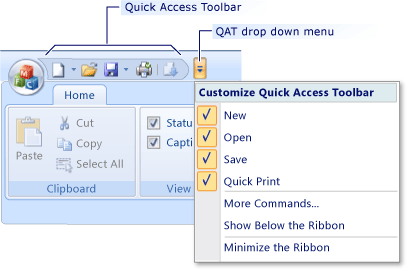 Quick Access Toolbar
QAT drop down menu
Home
Customize Quick Access Toolbar
Cut
Statu
New
Copy
Capti
Open
Paste
Select All
Save
Clipboard
View
Quick Print
More Commands...
Show Below the Ribbon
Minimize the Ribbon